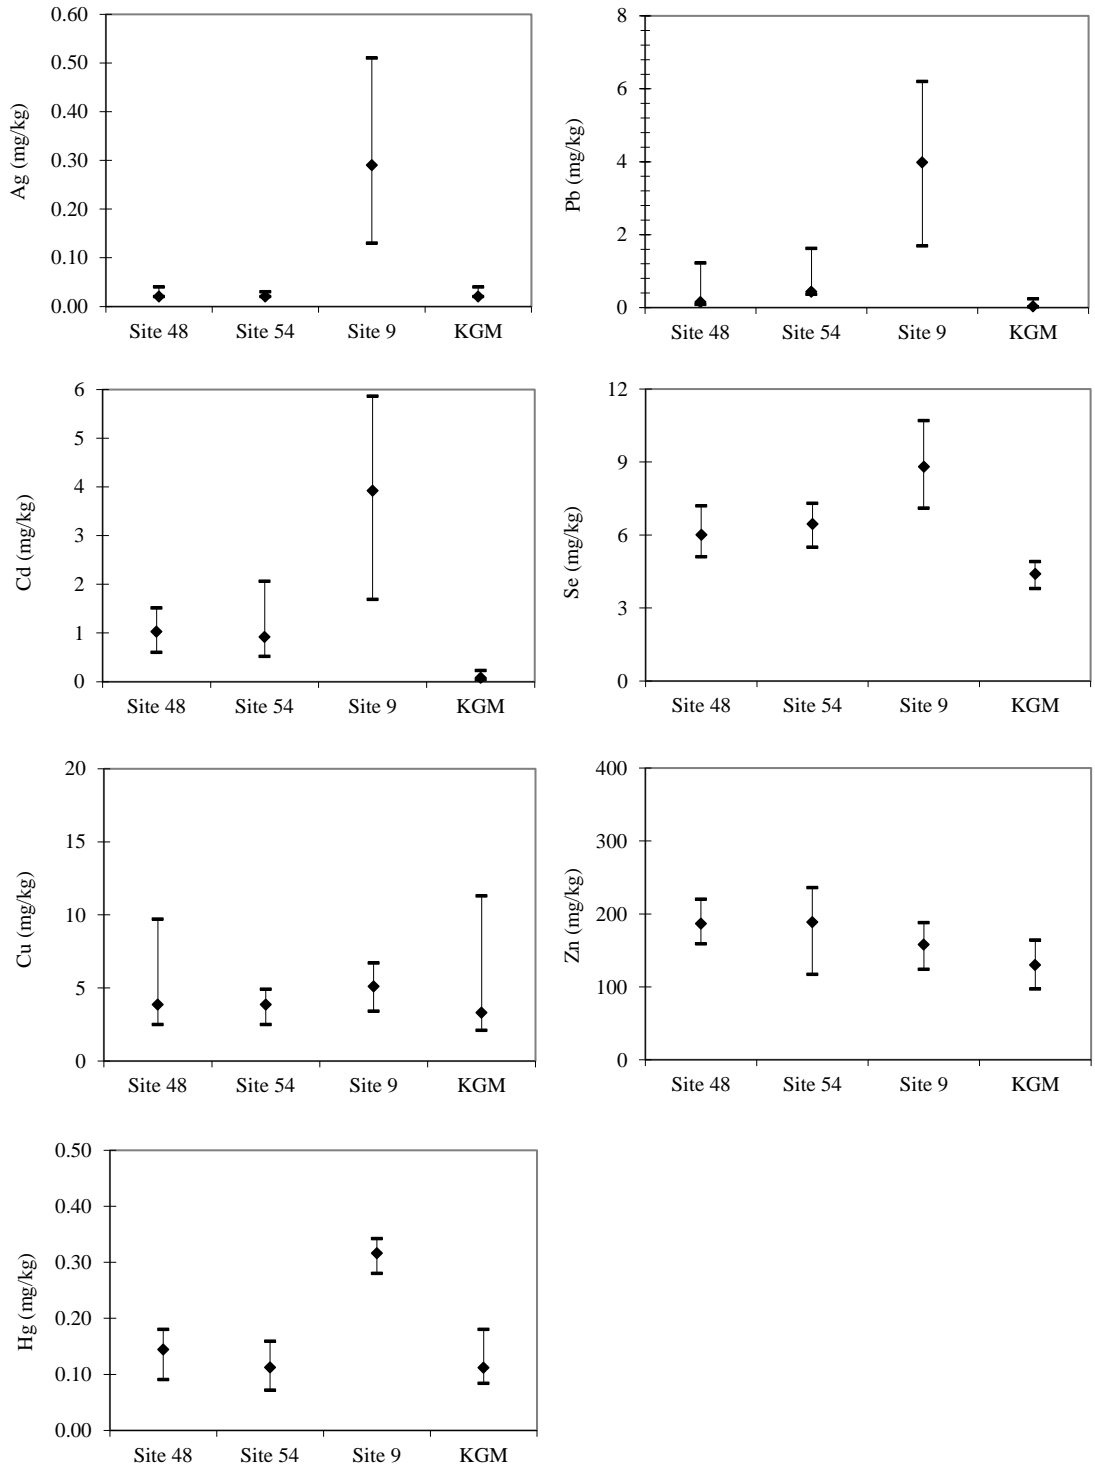 Ag (mg/kg)
0.60
0.50
0.40
0.30
0.20
0.10
0.00
Site 48 Site 54 Site 9 KGM
Pb (mg/kg)
8
6
4
2
0
Site 48 Site 54 Site 9 KGM
Cd (mg/kg)
6
5
4
3
2
1
0
Site 48 Site 54 Site 9 KGM
Se (mg/kg)
12
9
6
3
0
Site 48 Site 54 Site 9 KGM
Cu (mg/kg)
20
15
10
5
0
Site 48 Site 54 Site 9 KGM
Zn (mg/kg)
400
300
200
100
0
Site 48 Site 54 Site 9 KGM
Hg (mg/kg)
0.50
0.40
0.30
0.20
0.10
0.00
Site 48 Site 54 Site 9 KGM